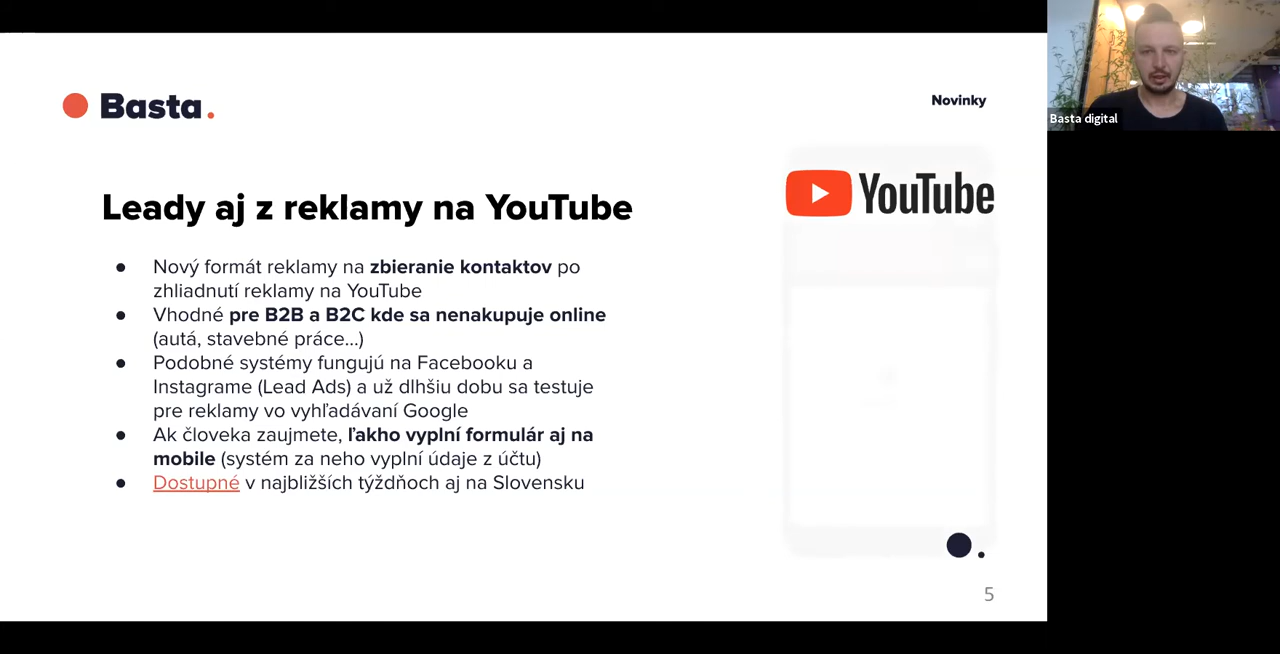 Basta.
Novinky
Basta digital
YouTube
Leady aj z reklamy na YouTube
Nový formát reklamy na zbieranie kontaktov po
zhliadnutí reklamy na YouTube
Vhodné pre B2B a B2C kde sa nenakupuje online
(autá, stavebné práce...)
Podobné systémy fungujú na Facebooku a
Instagrame (Lead Ads) a už dlhšiu dobu sa testuje
pre reklamy vo vyhľadávaní Google
Ak človeka zaujmete, ľakho vyplní formulár aj na
mobile (systém za neho vyplní údaje z účtu)
Dostupné v najbližších týždňoch aj na Slovensku
5